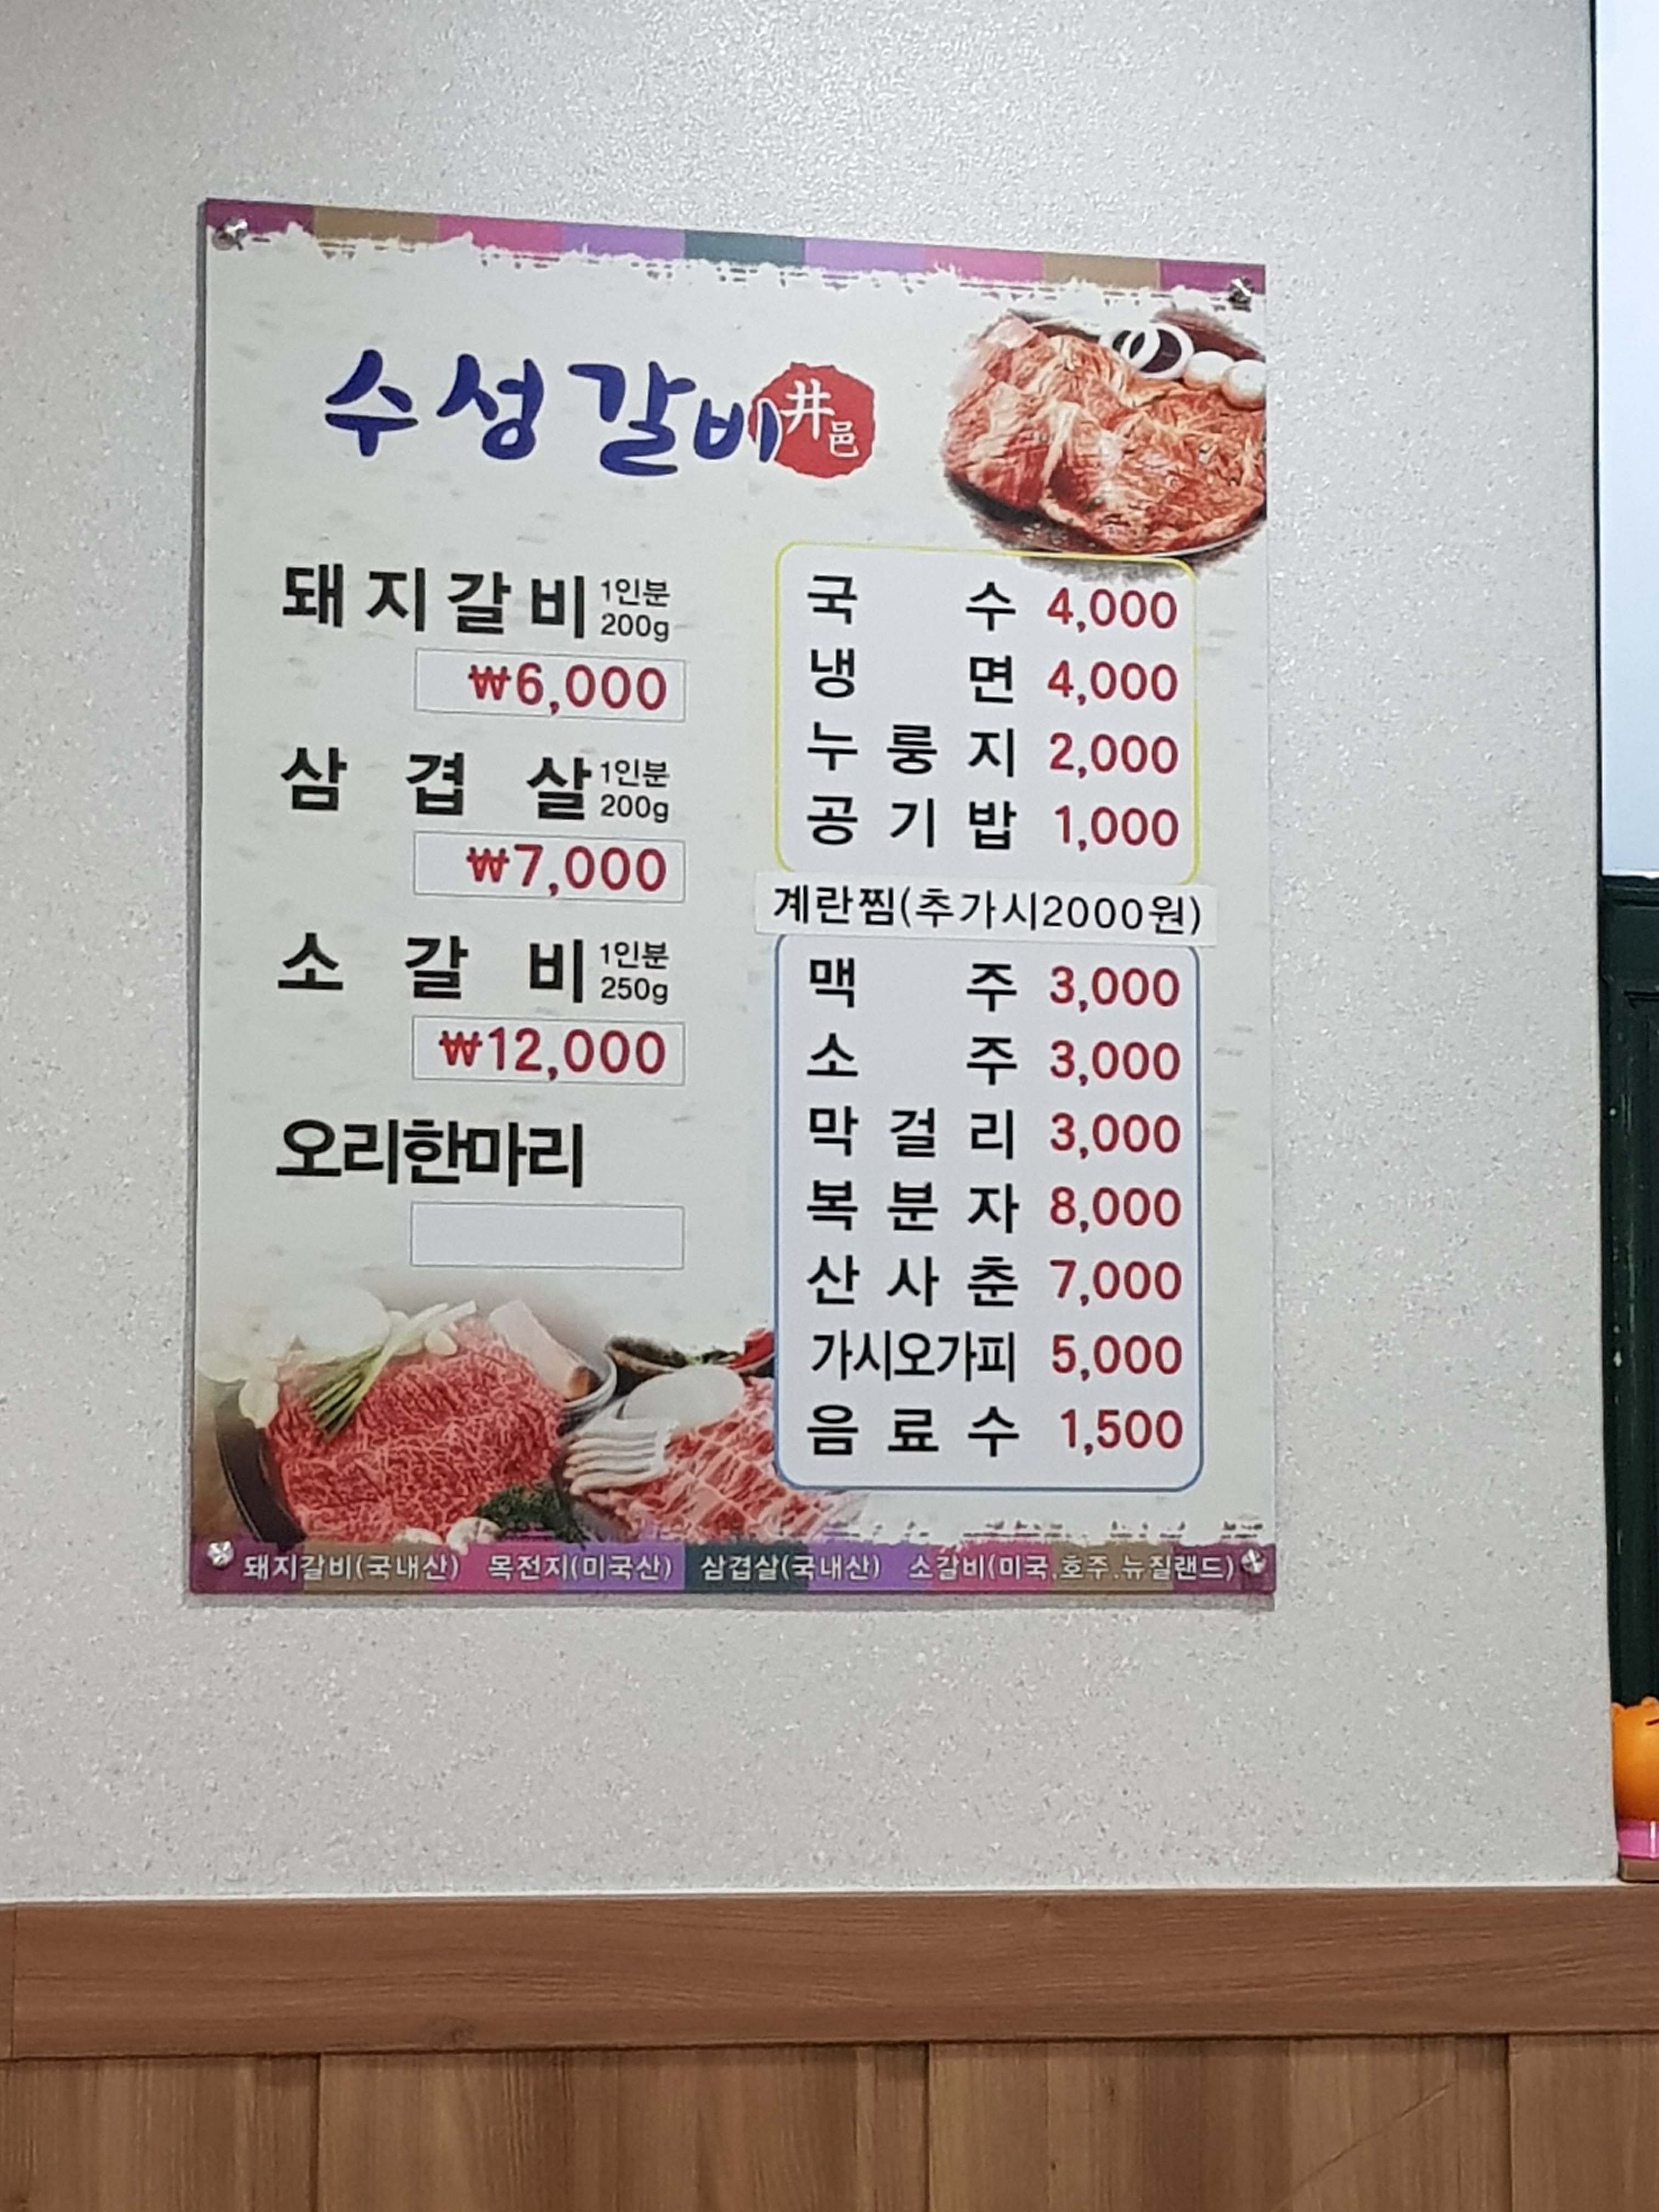 수성갈비 井邑
돼지갈비 1인분 200g
₩6,000
삼겹살 1인분 200g
₩7,000
소갈비 1인분 250g
₩12,000
오리한마리
국수 4,000
냉면 4,000
누룽지 2,000
공기밥 1,000
계란찜(추가시2000원)
맥주 3,000
소주 3,000
막걸리 3,000
복분자 8,000
산사춘 7,000
가시오가피 5,000
음료수 1,500
돼지갈비(국내산) 목전지(미국산) 삼겹살(국내산) 소갈비(미국.호주.뉴질랜드)